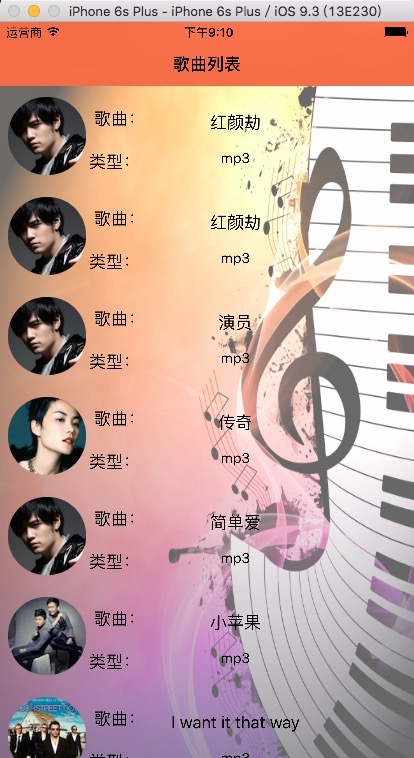 iPhone 6s Plus - iPhone 6s Plus / iOS 9.3 (13E230)
运营商 下午9:10
歌曲列表
歌曲： 红颜劫
类型： mp3
歌曲： 红颜劫
类型： mp3
歌曲： 演员
类型： mp3
歌曲： 传奇
类型： mp3
歌曲： 简单爱
类型： mp3
歌曲： 小苹果
类型： mp3
歌曲： I want it that way
类型： mp3